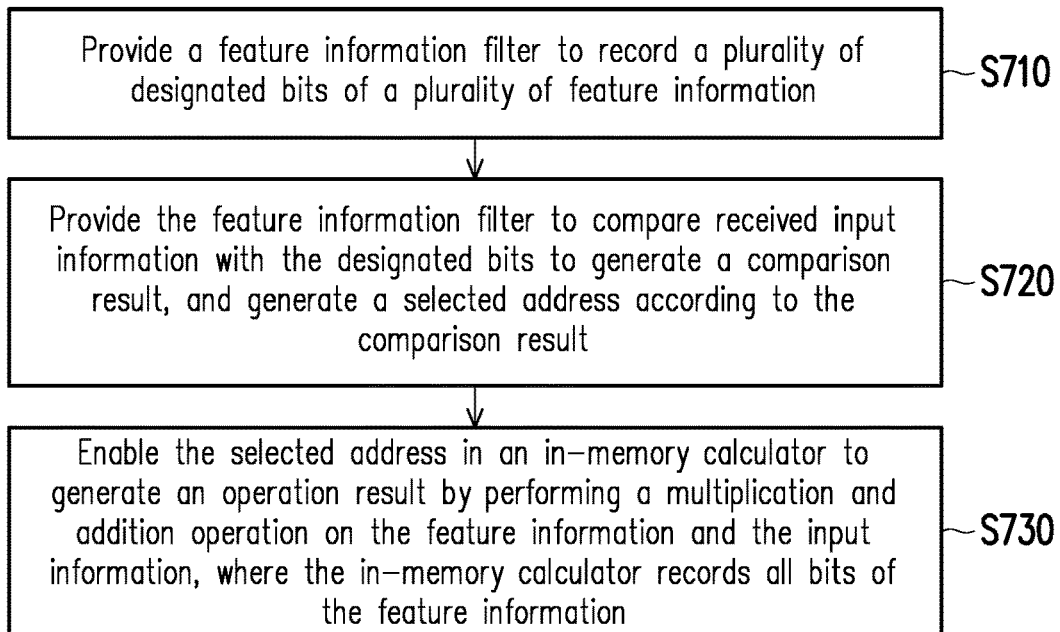 Provide a feature information filter to record a plurality of
designated bits of a plurality of feature information
S710
Provide the feature information filter to compare received input
information with the designated bits to generate a comparison
result, and generate a selected address according to the
comparison result
S720
Enable the selected address in an in-memory calculator to
generate an operation result by performing a multiplication and
addition operation on the feature information and the input
information, where the in-memory calculator records all bits of
the feature information
S730